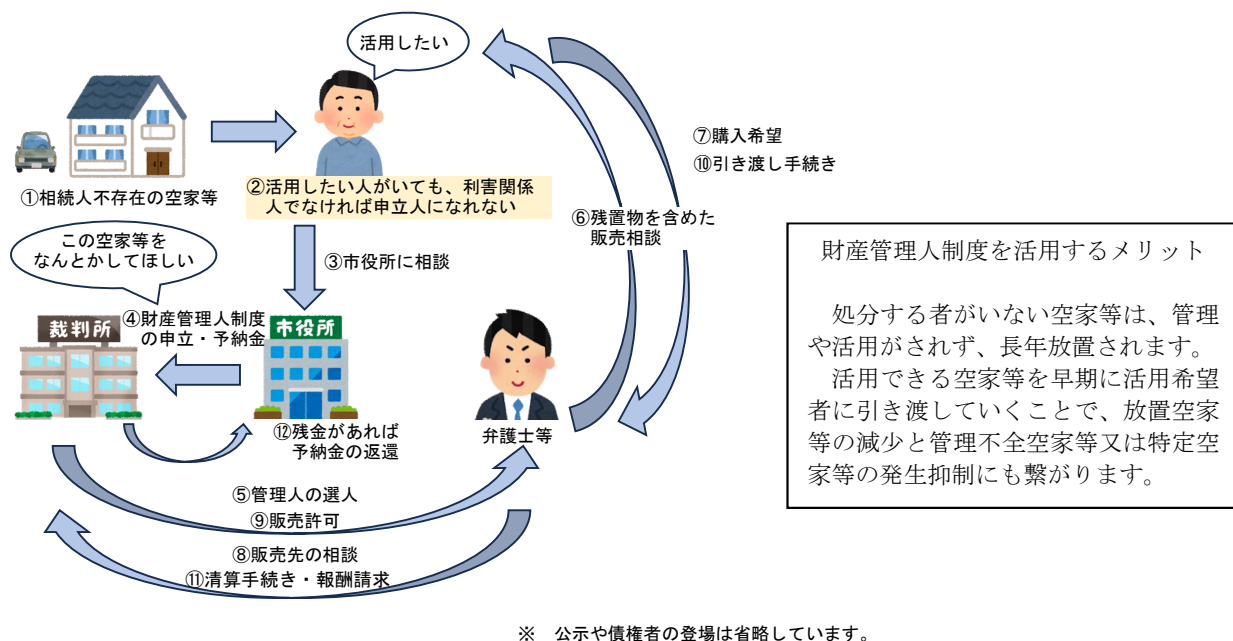 活用したい
①相続人不存在の空家等
②活用したい人がいても、利害関係
人でなければ申立人になれない
③市役所に相談
この空家等を
なんとかしてほしい
裁判所
④財産管理人制度
の申立・予納金
市役所
⑫残金があれば
予納金の返還
弁護士等
⑤管理人の選人
⑨販売許可
⑧販売先の相談
⑪清算手続き・報酬請求
⑥残置物を含めた
販売相談
⑦購入希望
⑩引き渡し手続き
財産管理人制度を活用するメリット
処分する者がいない空家等は、管理
や活用がされず、長年放置されます。
活用できる空家等を早期に活用希望
者に引き渡していくことで、放置空家
等の減少と管理不全空家等又は特定空
家等の発生抑制にも繋がります。
※　公示や債権者の登場は省略しています。